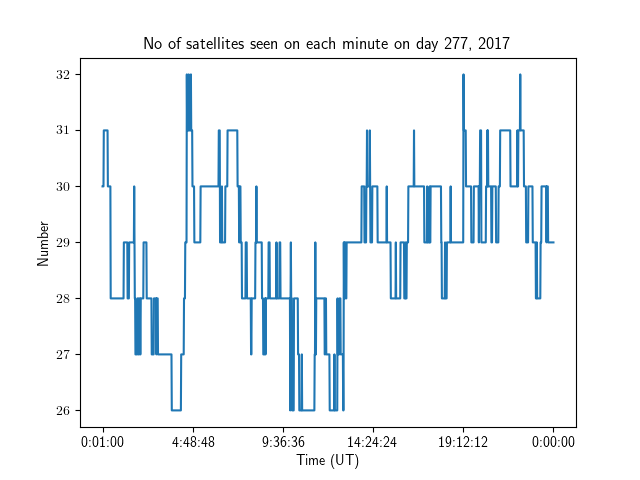 No of satellites seen on each minute on day 277, 2017
32
31
30
29
28
27
26
Number
0:01:00 4:48:48 9:36:36 14:24:24 19:12:12 0:00:00
Time (UT)